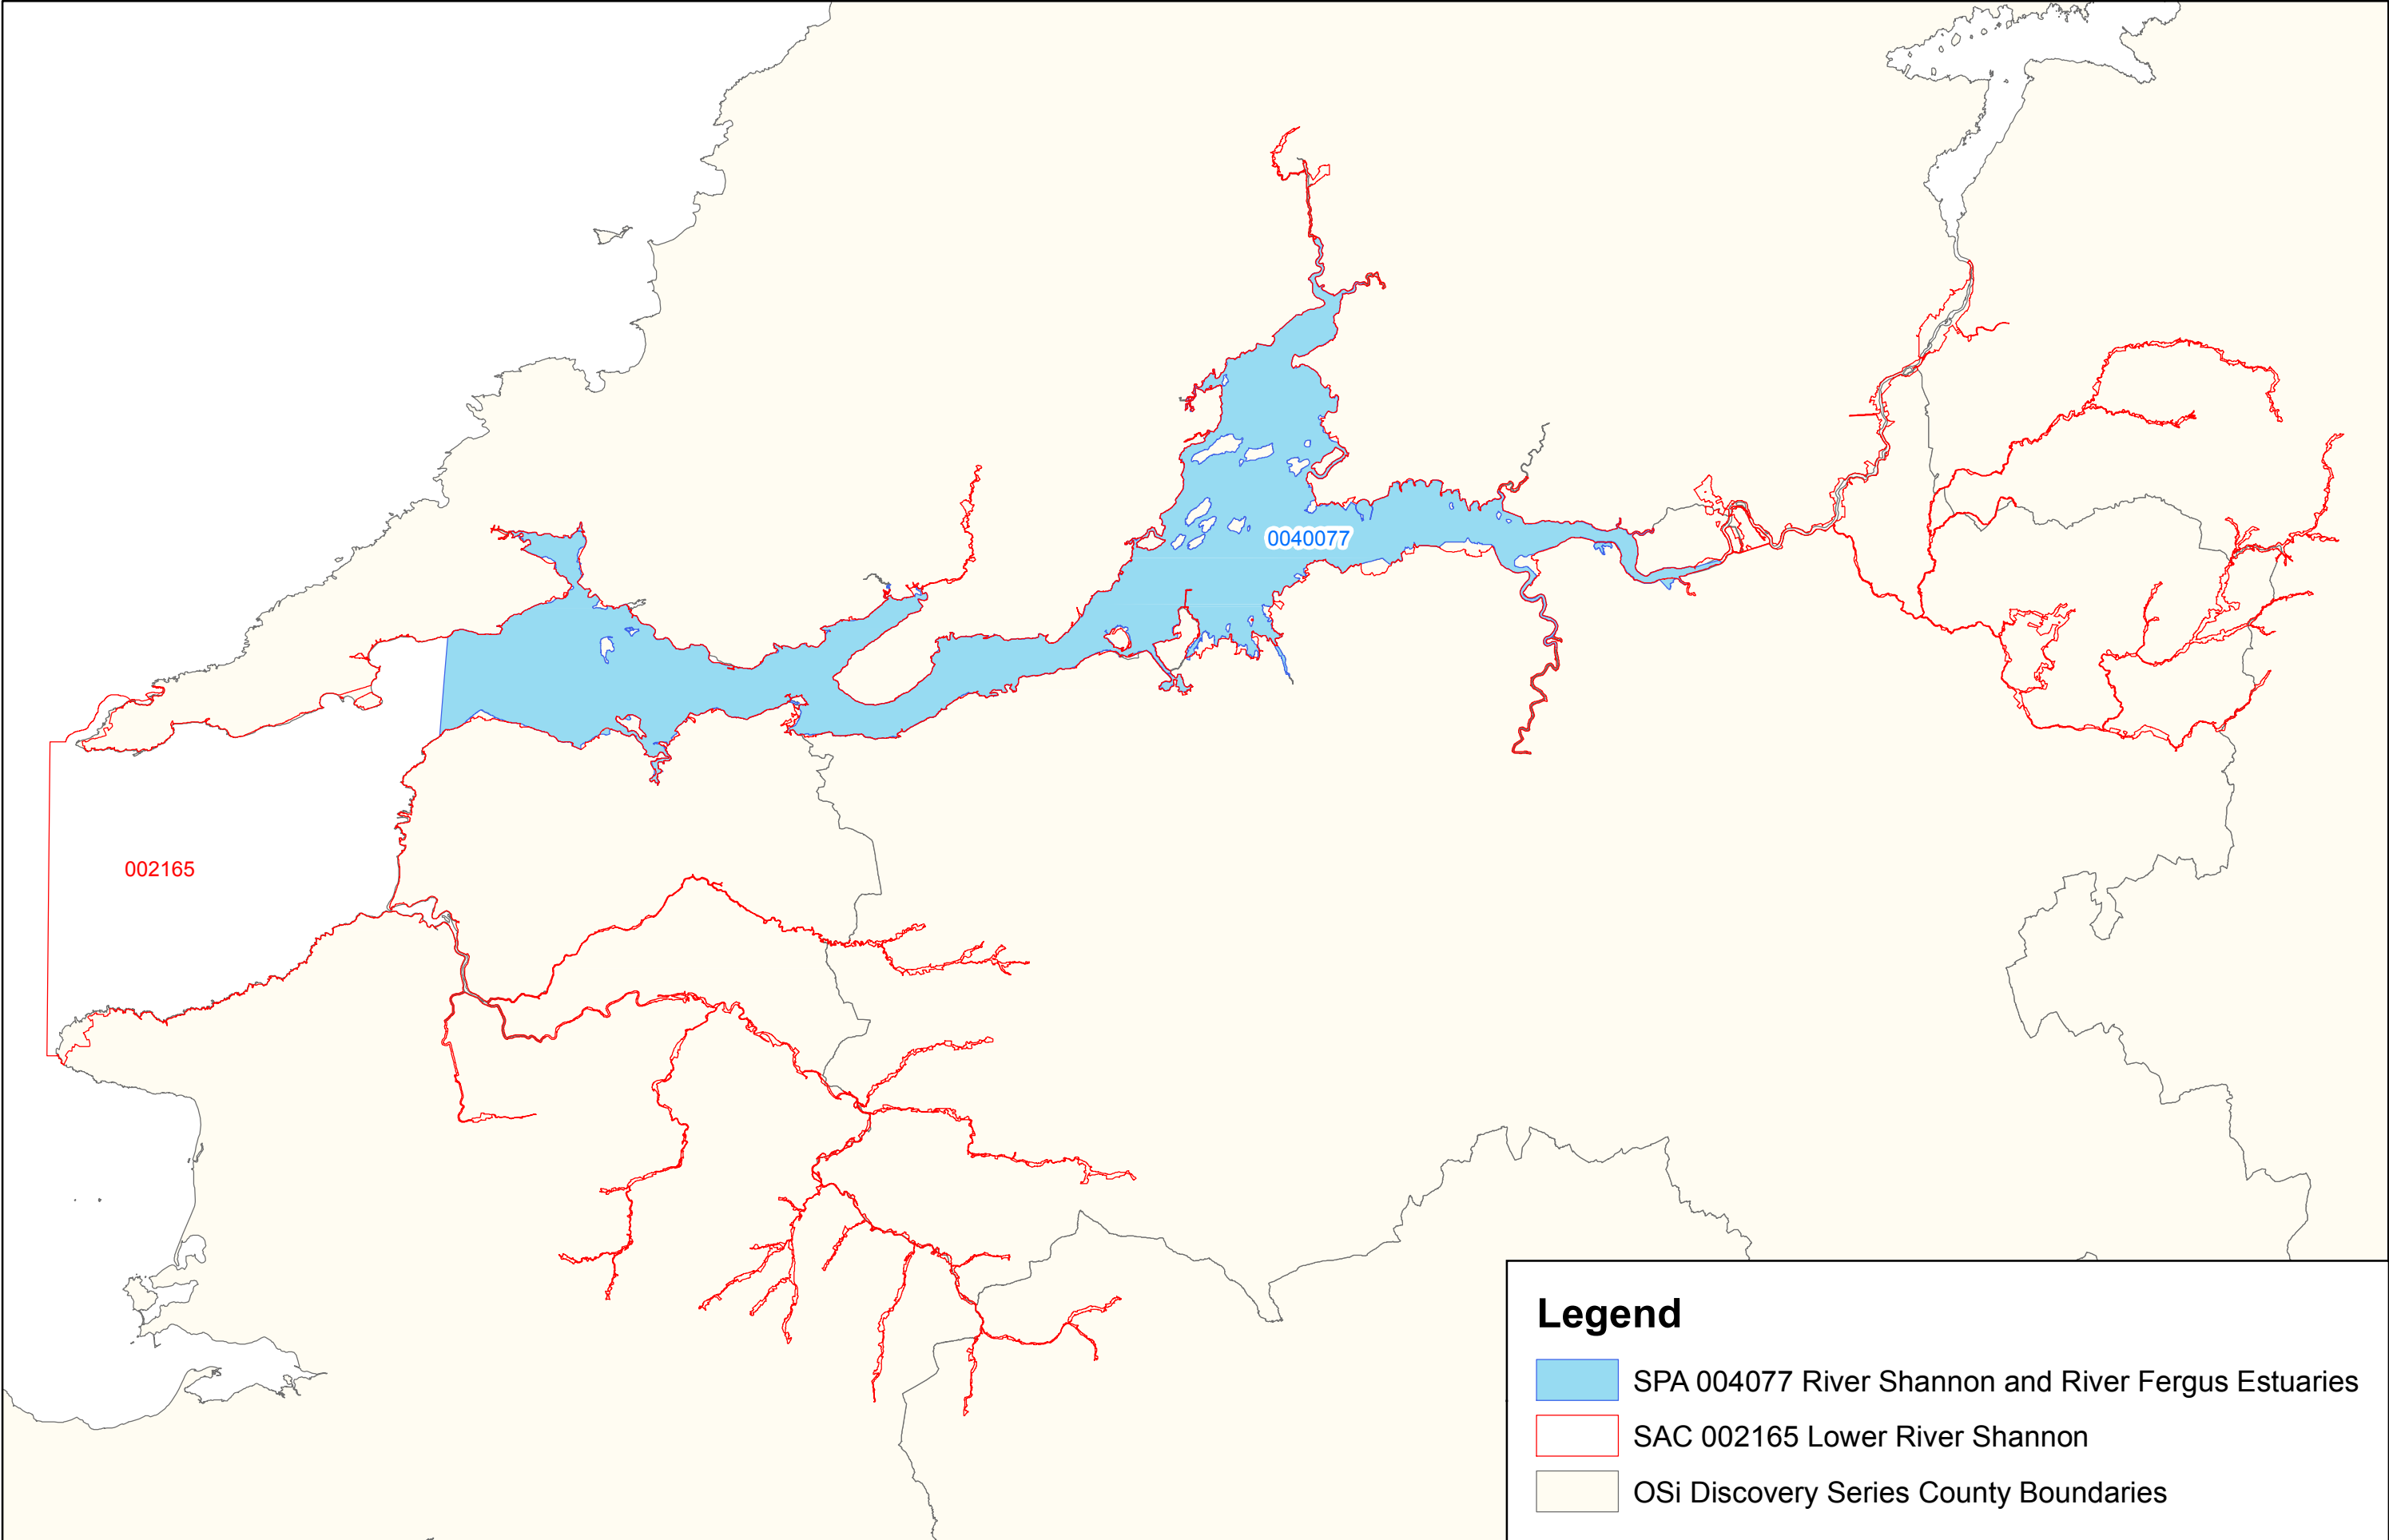 0040077
002165
Legend
SPA 004077 River Shannon and River Fergus Estuaries
SAC 002165 Lower River Shannon
OSi Discovery Series County Boundaries